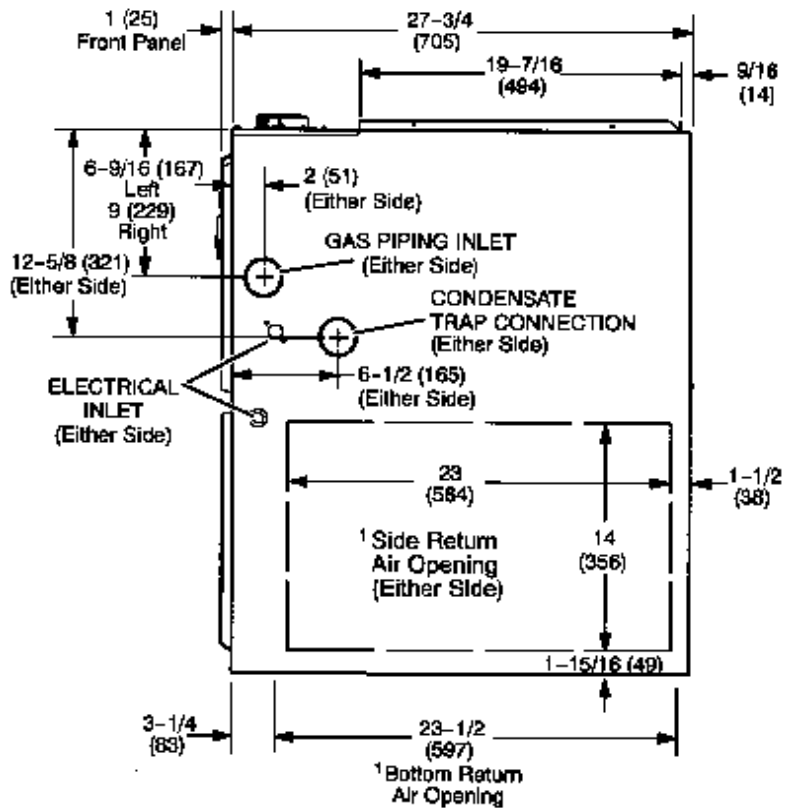 1 (25)
Front Panel
27-3/4
(705)
19-7/16
(494)
9/16
(14)
6-9/16 (167)
Left
9 (229)
Right
2 (51)
(Either Side)
12-5/8 (321)
(Either Side)
GAS PIPING INLET
(Either Side)
CONDENSATE
TRAP CONNECTION
(Either Side)
6-1/2 (165)
(Either Side)
ELECTRICAL
INLET
(Either Side)
23
(584)
1-1/2
(38)
1 Side Return
Air Opening
(Either Side)
14
(356)
1-15/16 (49)
3-1/4
(83)
23-1/2
(597)
1 Bottom Return
Air Opening